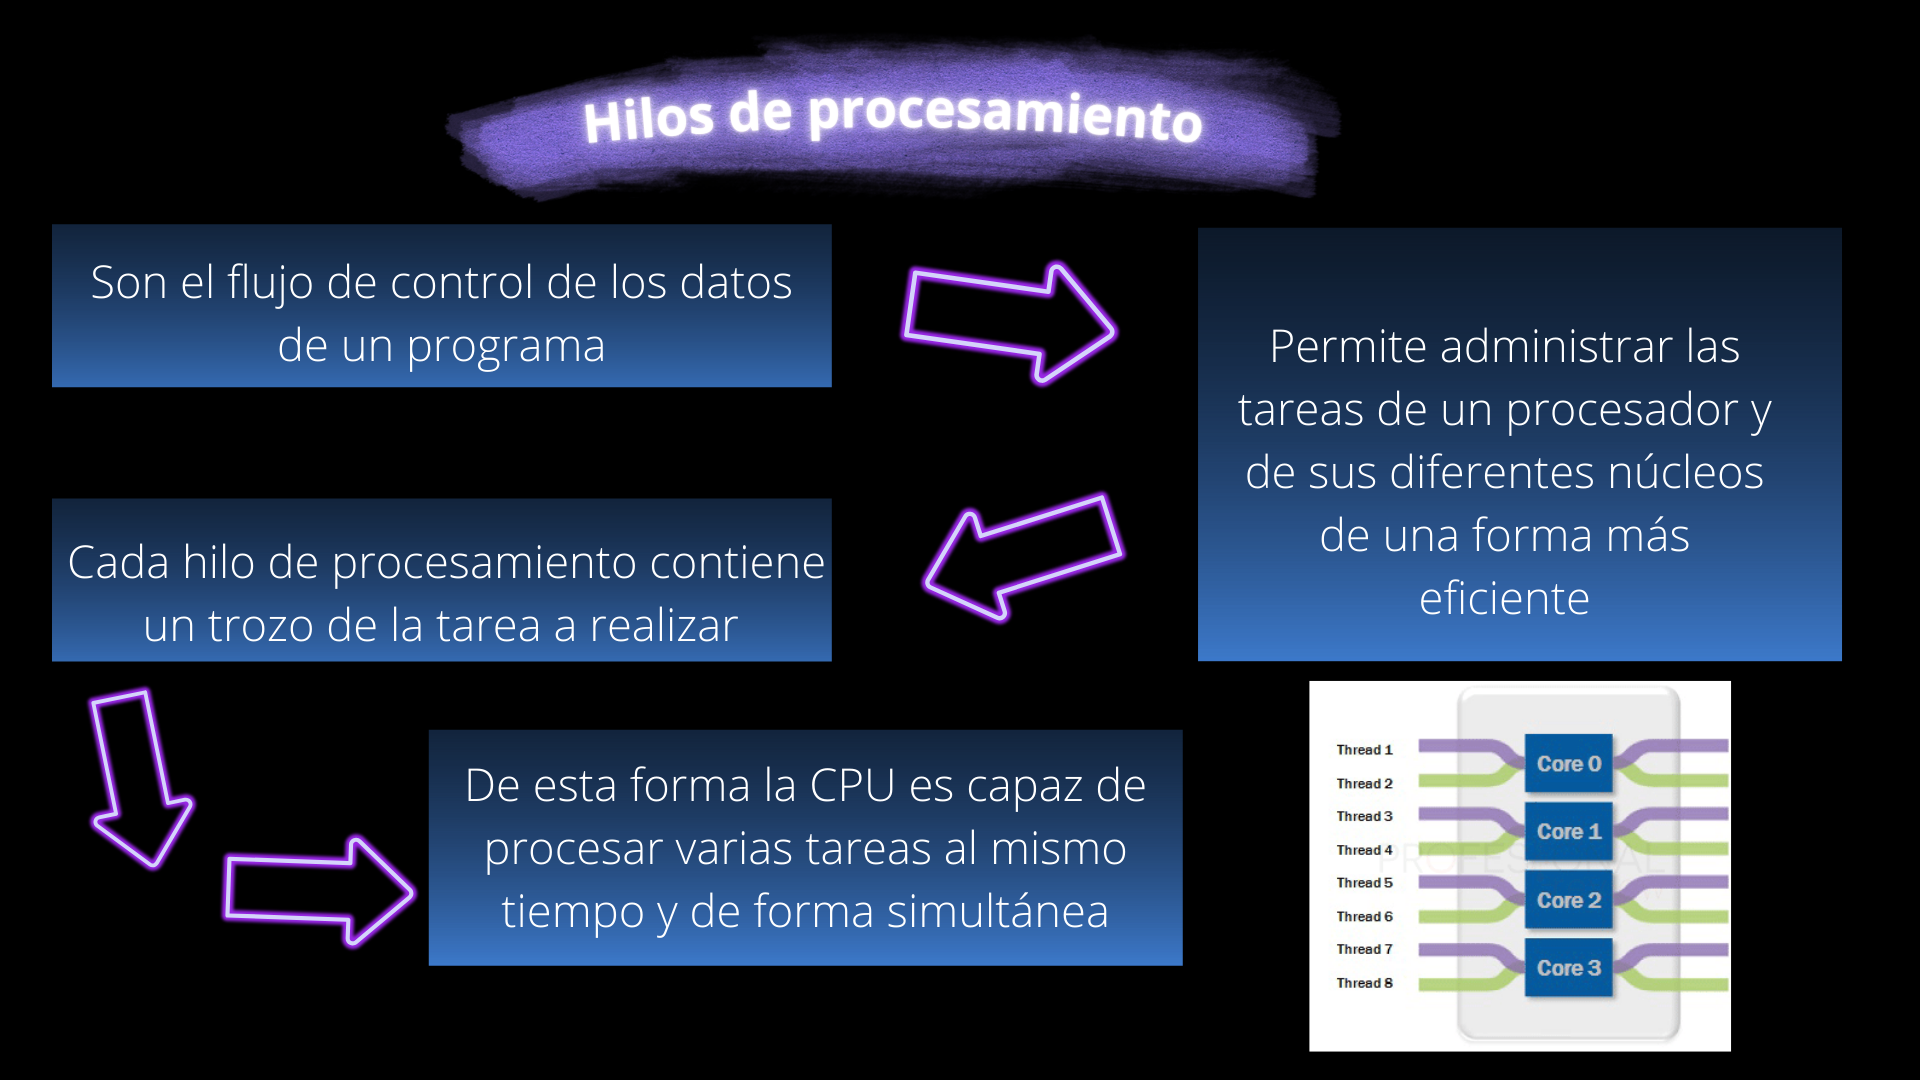 Hilos de procesamiento
Son el flujo de control de los datos
de un programa
Permite administrar las
tareas de un procesador y
de sus diferentes núcleos
de una forma más
eficiente
Cada hilo de procesamiento contiene
un trozo de la tarea a realizar
De esta forma la CPU es capaz de
procesar varias tareas al mismo
tiempo y de forma simultánea
Thread 1
Thread 2
Core 0
Thread 3
Thread 4
Core 1
Thread 5
Thread 6
Core 2
Thread 7
Thread 8
Core 3